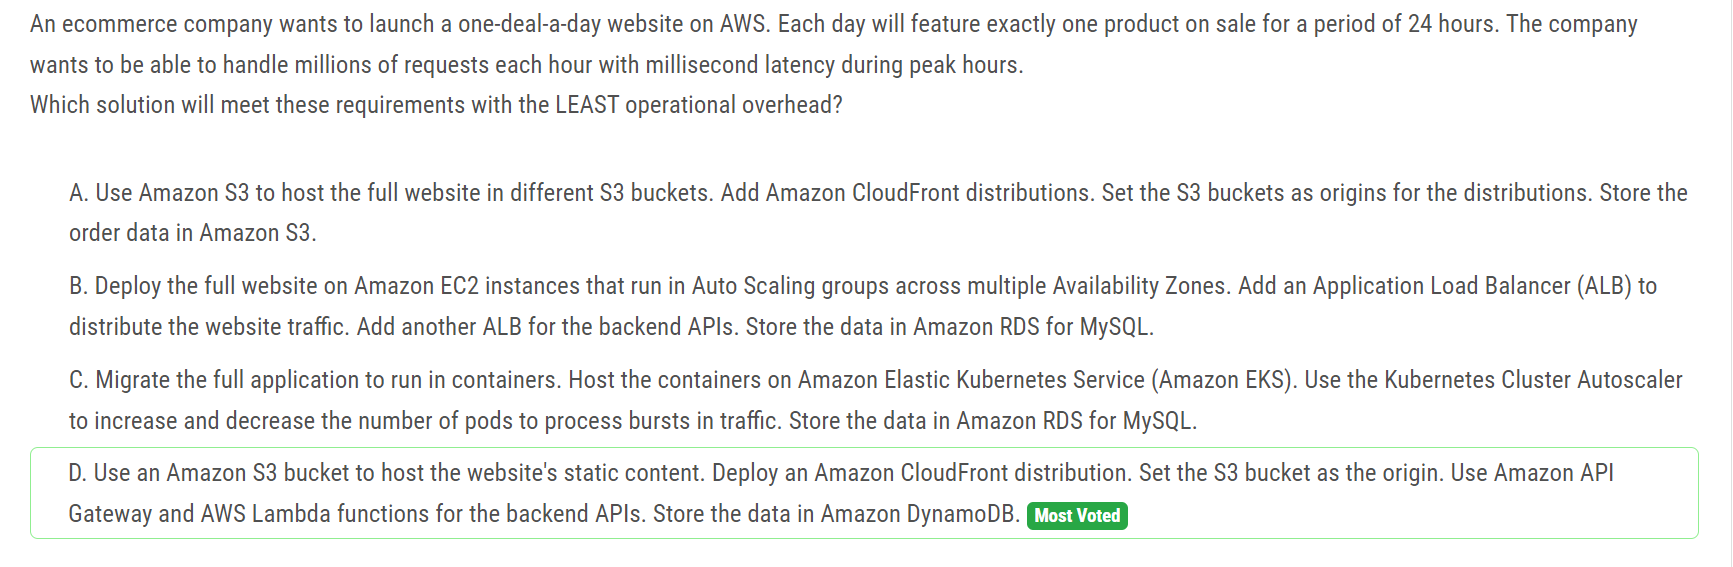 An ecommerce company wants to launch a one-deal-a-day website on AWS. Each day will feature exactly one product on sale for a period of 24 hours. The company
wants to be able to handle millions of requests each hour with millisecond latency during peak hours.
Which solution will meet these requirements with the LEAST operational overhead?
A. Use Amazon S3 to host the full website in different S3 buckets. Add Amazon CloudFront distributions. Set the S3 buckets as origins for the distributions. Store the
order data in Amazon S3.
B. Deploy the full website on Amazon EC2 instances that run in Auto Scaling groups across multiple Availability Zones. Add an Application Load Balancer (ALB) to
distribute the website traffic. Add another ALB for the backend APIs. Store the data in Amazon RDS for MySQL.
C. Migrate the full application to run in containers. Host the containers on Amazon Elastic Kubernetes Service (Amazon EKS). Use the Kubernetes Cluster Autoscaler
to increase and decrease the number of pods to process bursts in traffic. Store the data in Amazon RDS for MySQL.
D. Use an Amazon S3 bucket to host the website's static content. Deploy an Amazon CloudFront distribution. Set the S3 bucket as the origin. Use Amazon API
Gateway and AWS Lambda functions for the backend APIs. Store the data in Amazon DynamoDB. Most Voted